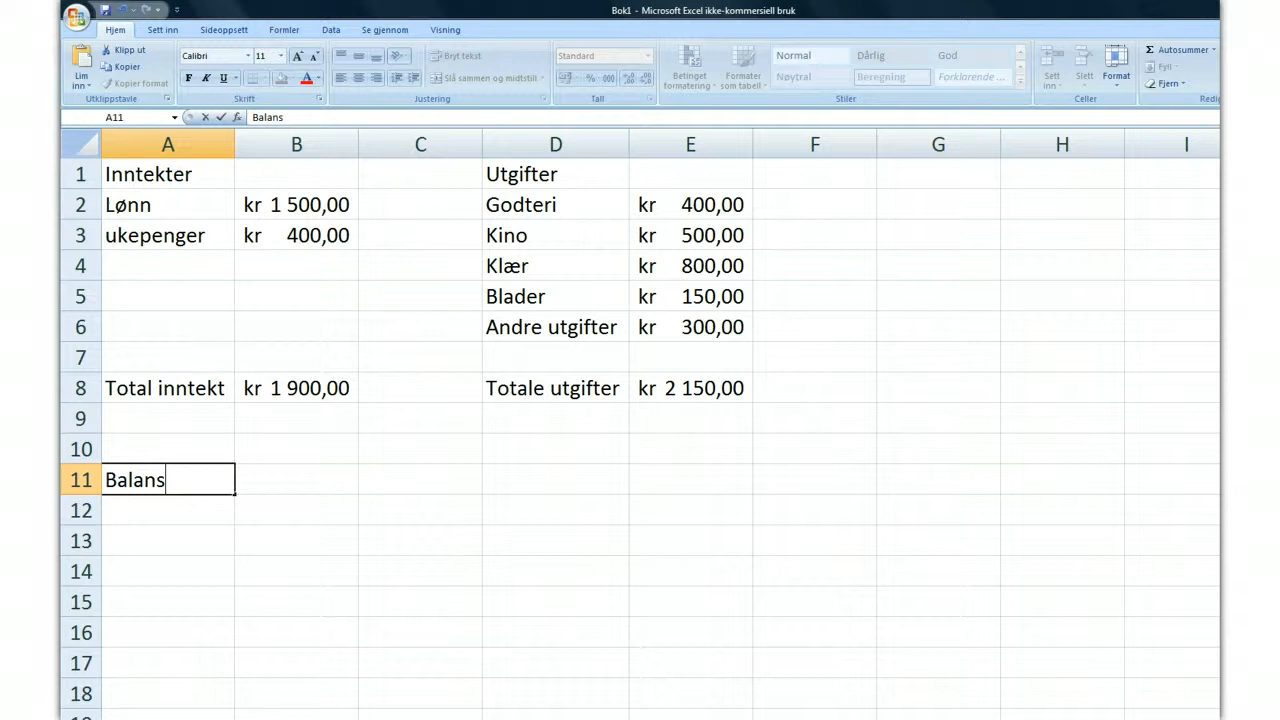 Bok1 - Microsoft Excel ikke-kommersiell bruk
Hjem Sett inn Sideoppsett Formler Data Se gjennom Visning
Klipp ut
Kopier
Kopier format
Lim inn
Utklippstavle
Calibri 11
F K U
Skrift
Bryt tekst
Slå sammen og midtstill
Justering
Standard
% 000
Tall
Betinget formatering
Formater som tabell
Normal Dårlig God
Nøytral Beregning Forklarende ...
Stiler
Sett inn Slett Format
Celler
Σ Autosummer
Fyll
Fjern
Redig
A11 fx Balans
A B C D E F G H I
1 Inntekter Utgifter
2 Lønn kr 1 500,00 Godteri kr 400,00
3 ukepenger kr 400,00 Kino kr 500,00
4 Klær kr 800,00
5 Blader kr 150,00
6 Andre utgifter kr 300,00
7
8 Total inntekt kr 1 900,00 Totale utgifter kr 2 150,00
9
10
11 Balans
12
13
14
15
16
17
18